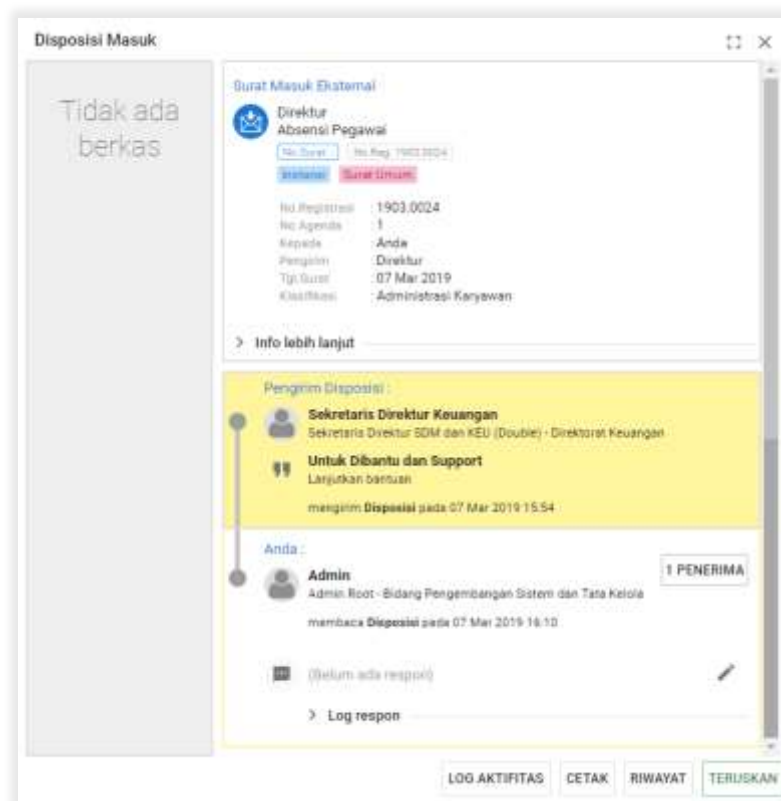 Disposisi Masuk
Tidak ada
berkas
Surat Masuk Eksternal
Direktur
Absensi Pegawai
No.Surat : No.Reg. 1903.0024
Instansi Surat Umum
No.Registrasi : 1903.0024
No.Agenda : 1
Kepada : Anda
Pengirim : Direktur
Tgl.Surat : 07 Mar 2019
Klasifikasi : Administrasi Karyawan
Info lebih lanjut
Pengirim Disposisi :
Sekretaris Direktur Keuangan
Sekretaris Direktur SDM dan KEU (Double) - Direktorat Keuangan
Untuk Dibantu dan Support
Lanjutkan bantuan
mengirim Disposisi pada 07 Mar 2019 15:54
Anda :
1 PENERIMA
Admin
Admin Root - Bidang Pengembangan Sistem dan Tata Kelola
membaca Disposisi pada 07 Mar 2019 16:10
(Belum ada respon)
Log respon
LOG AKTIFITAS CETAK RIWAYAT TERUSKAN